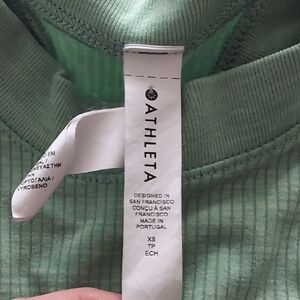 ATHLETA
DESIGNED IN
SAN FRANCISCO
CONÇU À SAN
FRANCISCO
MADE IN
PORTUGAL
XS
TP
ECH